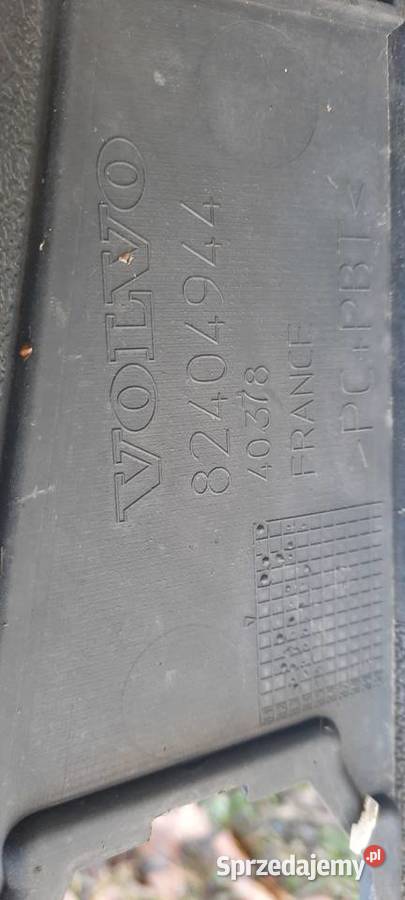 VOLVO
82404944
40378
FRANCE
>PC+PBT<
Sprzedajemy.pl